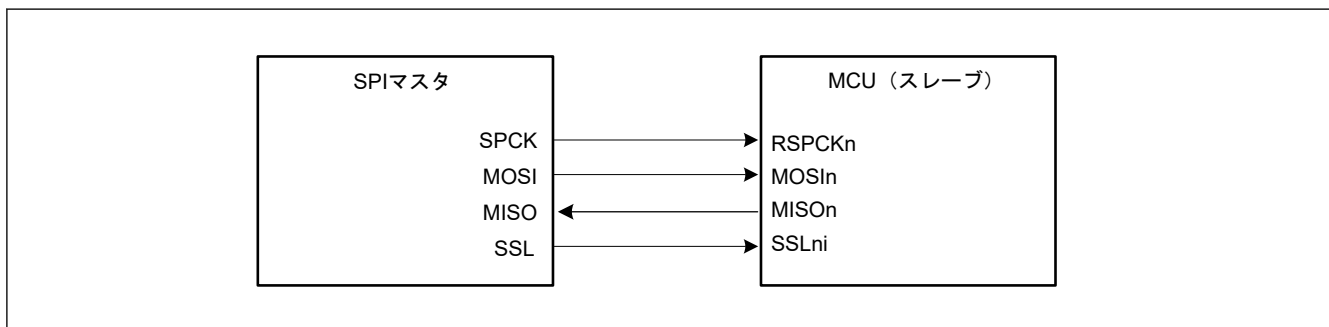 SPIマスタ
SPCK
MOSI
MISO
SSL
MCU（スレーブ）
RSPCKn
MOSIn
MISOn
SSLni